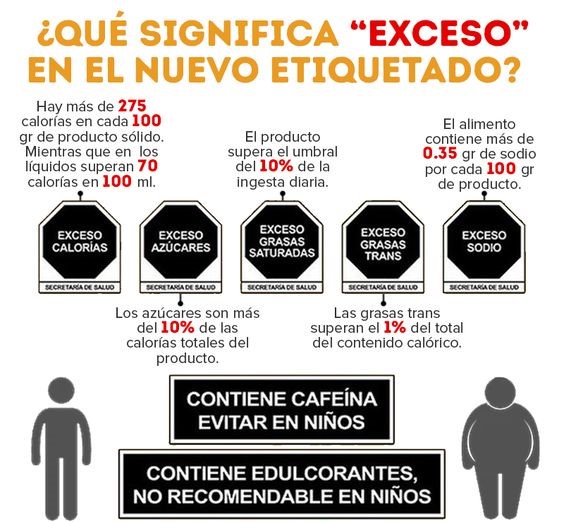 ¿QUÉ SIGNIFICA “EXCESO”
EN EL NUEVO ETIQUETADO?
Hay más de 275
calorías en cada 100
gr de producto sólido.
Mientras que en los
líquidos superan 70
calorías en 100 ml.
El producto
supera el umbral
del 10% de la
ingesta diaria.
El alimento
contiene más de
0.35 gr de sodio
por cada 100 gr
de producto.
EXCESO
CALORÍAS
SECRETARÍA DE SALUD
EXCESO
AZÚCARES
SECRETARÍA DE SALUD
EXCESO
GRASAS
SATURADAS
SECRETARÍA DE SALUD
EXCESO
GRASAS
TRANS
SECRETARÍA DE SALUD
EXCESO
SODIO
SECRETARÍA DE SALUD
Los azúcares son más
del 10% de las
calorías totales del
producto.
Las grasas trans
superan el 1% del total
del contenido calórico.
CONTIENE CAFEÍNA
EVITAR EN NIÑOS
CONTIENE EDULCORANTES,
NO RECOMENDABLE EN NIÑOS